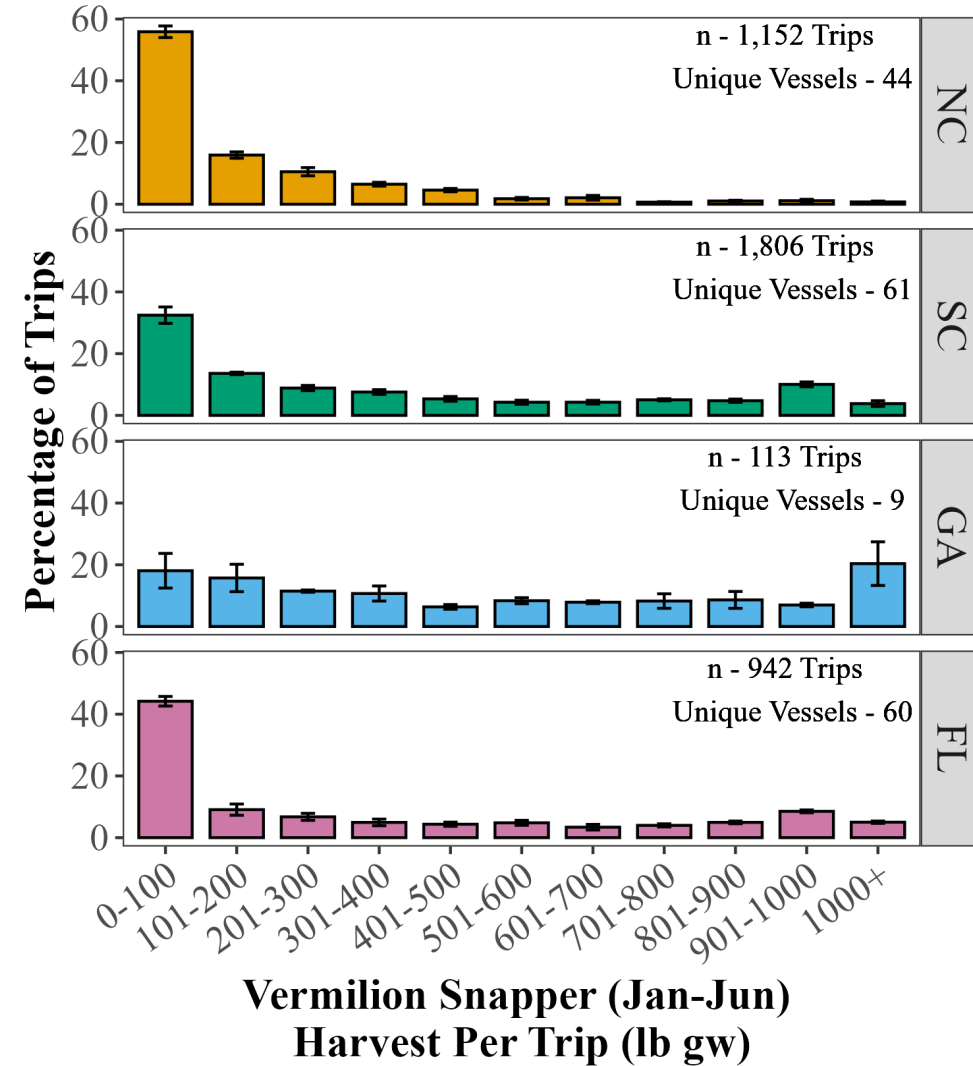 Percentage of Trips
60
40
20
0
n - 1,152 Trips
Unique Vessels - 44
NC
60
40
20
0
n - 1,806 Trips
Unique Vessels - 61
SC
60
40
20
0
n - 113 Trips
Unique Vessels - 9
GA
60
40
20
0
n - 942 Trips
Unique Vessels - 60
FL
0-100
101-200
201-300
301-400
401-500
501-600
601-700
701-800
801-900
901-1000
1000+
Vermilion Snapper (Jan-Jun)
Harvest Per Trip (lb gw)